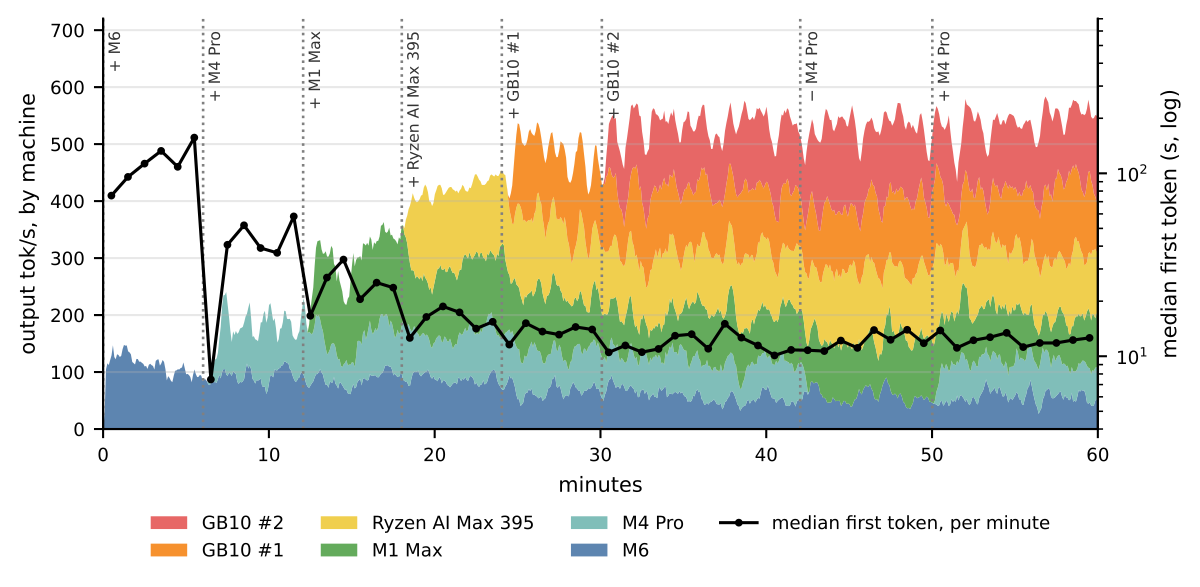 700
600
500
400
300
200
100
0
output tok/s, by machine
+ M6
+ M4 Pro
+ M1 Max
+ Ryzen AI Max 395
+ GB10 #1
+ GB10 #2
− M4 Pro
+ M4 Pro
10²
10¹
median first token (s, log)
0 10 20 30 40 50 60
minutes
GB10 #2 Ryzen AI Max 395 M4 Pro median first token, per minute
GB10 #1 M1 Max M6